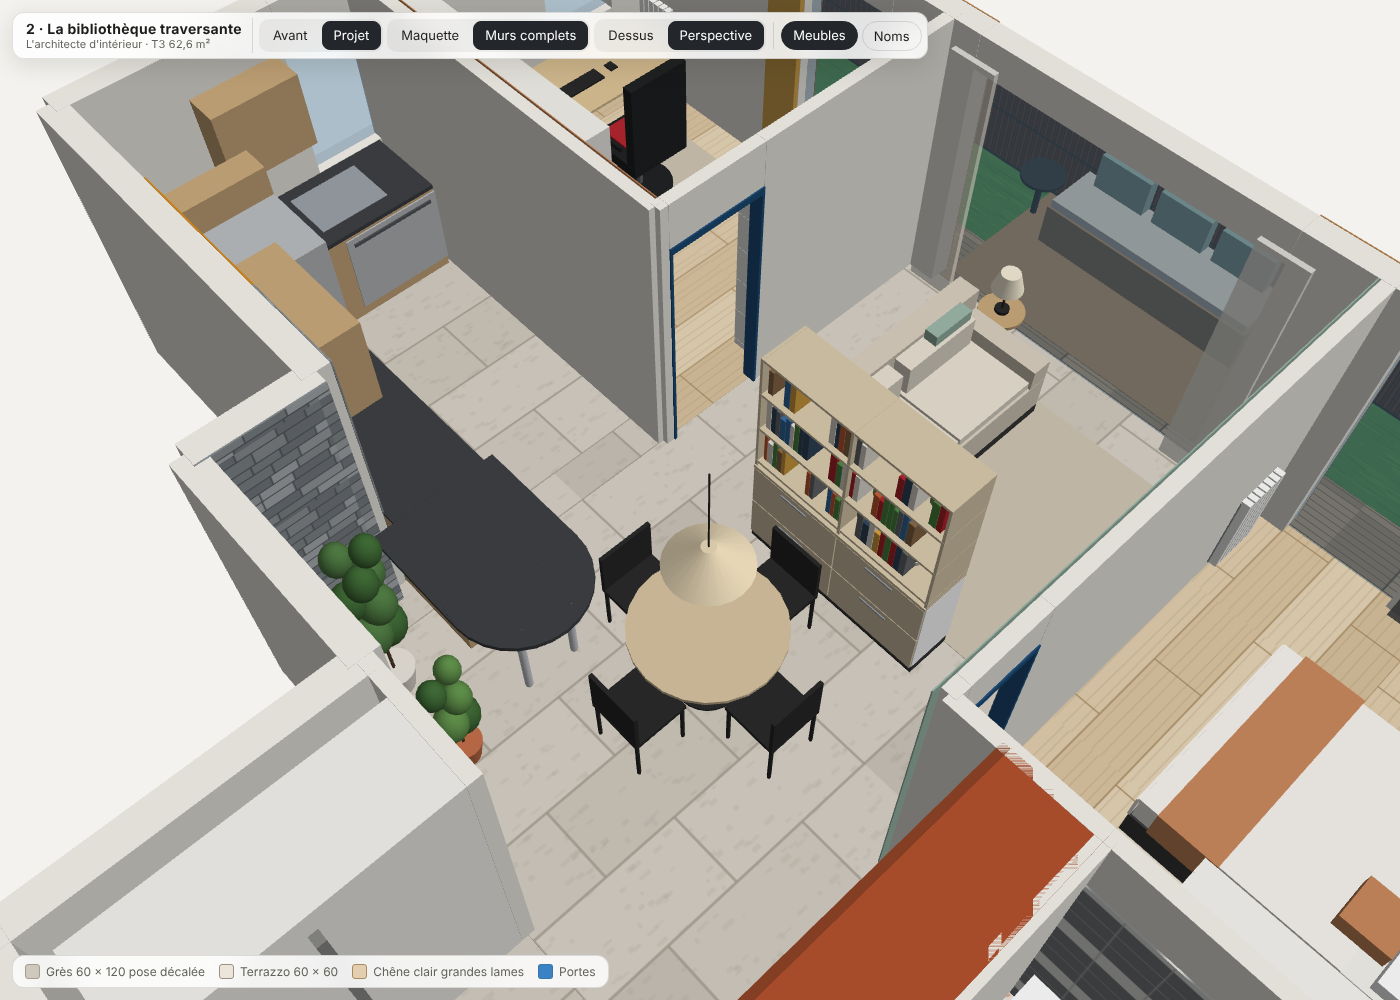 2 · La bibliothèque traversante
L'architecte d'intérieur · T3 62,6 m²
Avant
Projet
Maquette
Murs complets
Dessus
Perspective
Meubles
Noms
Grès 60 × 120 pose décalée
Terrazzo 60 × 60
Chêne clair grandes lames
Portes